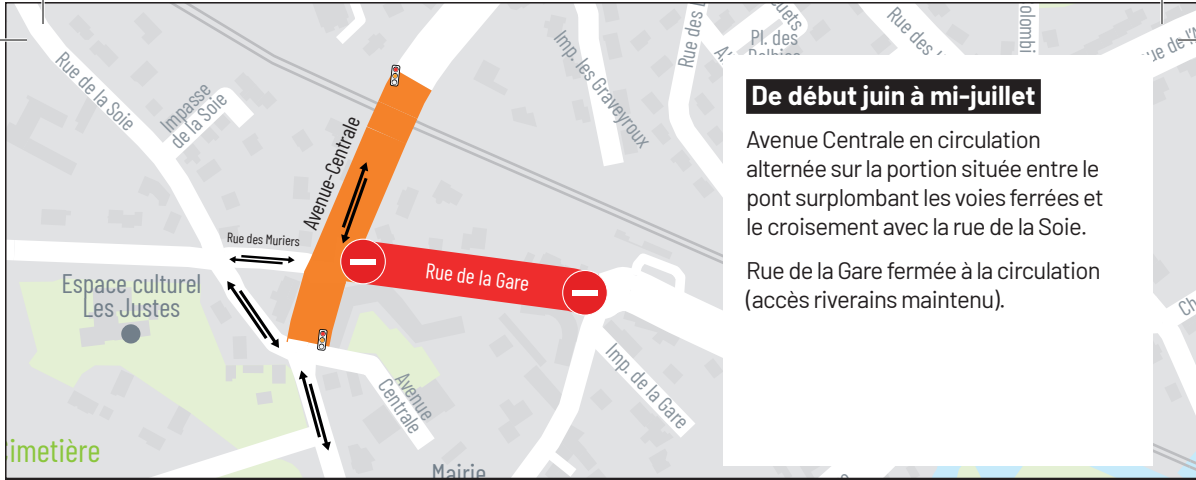 Rue de la Soie
Impasse
de la Soie
Avenue-Centrale
Rue des Muriers
Rue de la Gare
Espace culturel
Les Justes
Avenue
Centrale
imetière
Mairie
Imp. de la Gare
Imp. les Graveyroux
Rue des
Pl. des
Rue des
De début juin à mi-juillet
Avenue Centrale en circulation
alternée sur la portion située entre le
pont surplombant les voies ferrées et
le croisement avec la rue de la Soie.
Rue de la Gare fermée à la circulation
(accès riverains maintenu).